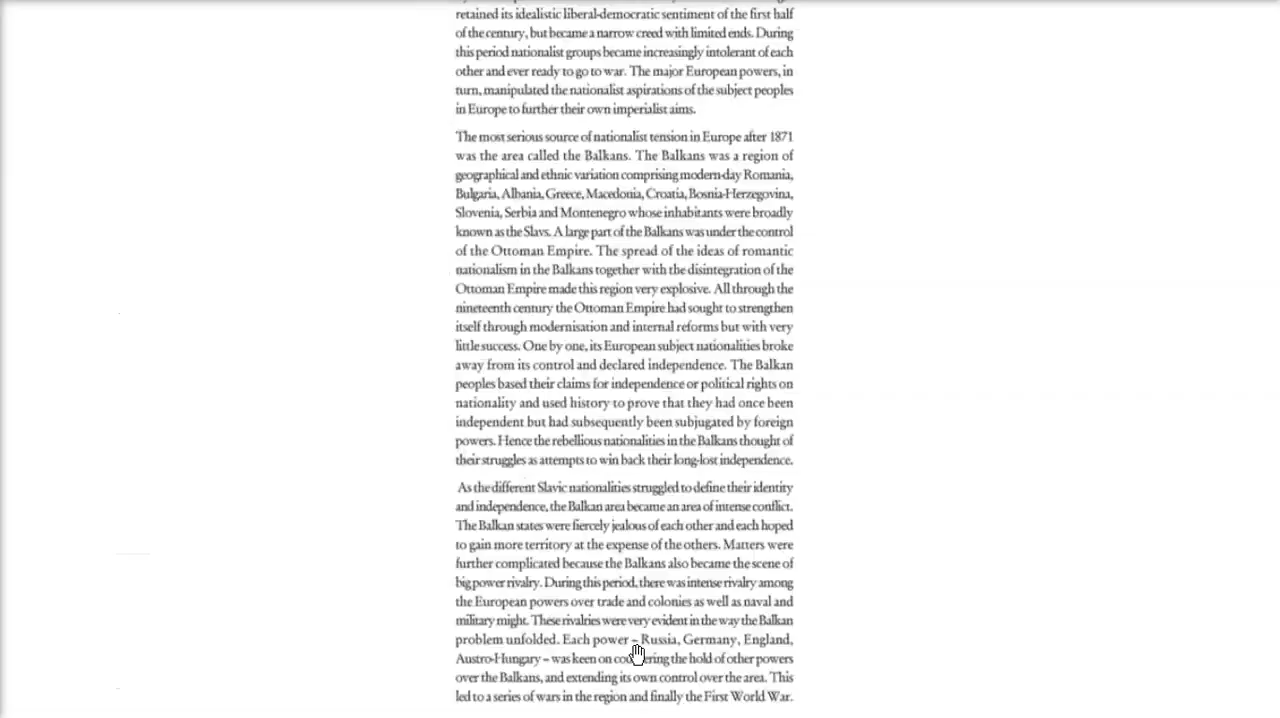 retained its idealistic liberal-democratic sentiment of the first half
of the century, but became a narrow creed with limited ends. During
this period nationalist groups became increasingly intolerant of each
other and ever ready to go to war. The major European powers, in
turn, manipulated the nationalist aspirations of the subject peoples
in Europe to further their own imperialist aims.
The most serious source of nationalist tension in Europe after 1871
was the area called the Balkans. The Balkans was a region of
geographical and ethnic variation comprising modern-day Romania,
Bulgaria, Albania, Greece, Macedonia, Croatia, Bosnia-Herzegovina,
Slovenia, Serbia and Montenegro whose inhabitants were broadly
known as the Slavs. A large part of the Balkans was under the control
of the Ottoman Empire. The spread of the ideas of romantic
nationalism in the Balkans together with the disintegration of the
Ottoman Empire made this region very explosive. All through the
nineteenth century the Ottoman Empire had sought to strengthen
itself through modernisation and internal reforms but with very
little success. One by one, its European subject nationalities broke
away from its control and declared independence. The Balkan
peoples based their claims for independence or political rights on
nationality and used history to prove that they had once been
independent but had subsequently been subjugated by foreign
powers. Hence the rebellious nationalities in the Balkans thought of
their struggles as attempts to win back their long-lost independence.
As the different Slavic nationalities struggled to define their identity
and independence, the Balkan area became an area of intense conflict.
The Balkan states were fiercely jealous of each other and each hoped
to gain more territory at the expense of the others. Matters were
further complicated because the Balkans also became the scene of
big power rivalry. During this period, there was intense rivalry among
the European powers over trade and colonies as well as naval and
military might. These rivalries were very evident in the way the Balkan
problem unfolded. Each power – Russia, Germany, England,
Austro-Hungary – was keen on countering the hold of other powers
over the Balkans, and extending its own control over the area. This
led to a series of wars in the region and finally the First World War.